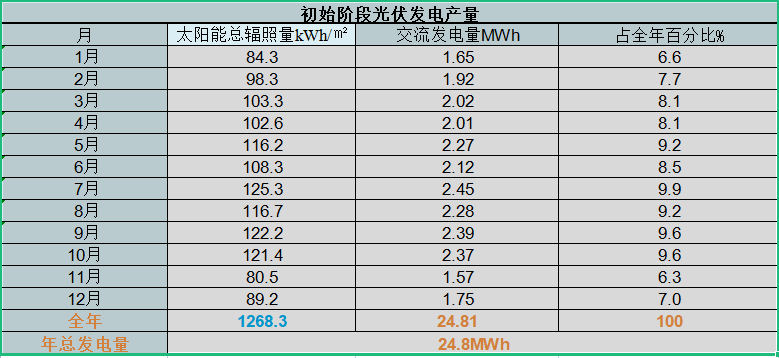 初始阶段光伏发电产量
月 太阳能总辐照量kWh/㎡ 交流发电量MWh 占全年百分比%
1月 84.3 1.65 6.6
2月 98.3 1.92 7.7
3月 103.3 2.02 8.1
4月 102.6 2.01 8.1
5月 116.2 2.27 9.2
6月 108.3 2.12 8.5
7月 125.3 2.45 9.9
8月 116.7 2.28 9.2
9月 122.2 2.39 9.6
10月 121.4 2.37 9.6
11月 80.5 1.57 6.3
12月 89.2 1.75 7.0
全年 1268.3 24.81 100
年总发电量 24.8MWh